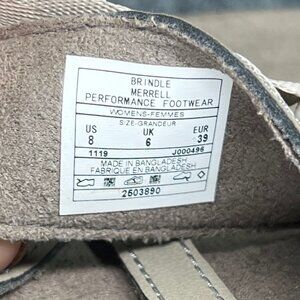 BRINDLE
MERRELL
PERFORMANCE FOOTWEAR
WOMENS-FEMMES
SIZE-GRANDEUR
US UK EUR
8 6 39
1119 J000496
MADE IN BANGLADESH
FABRIQUE EN BANGLADESH
2503890